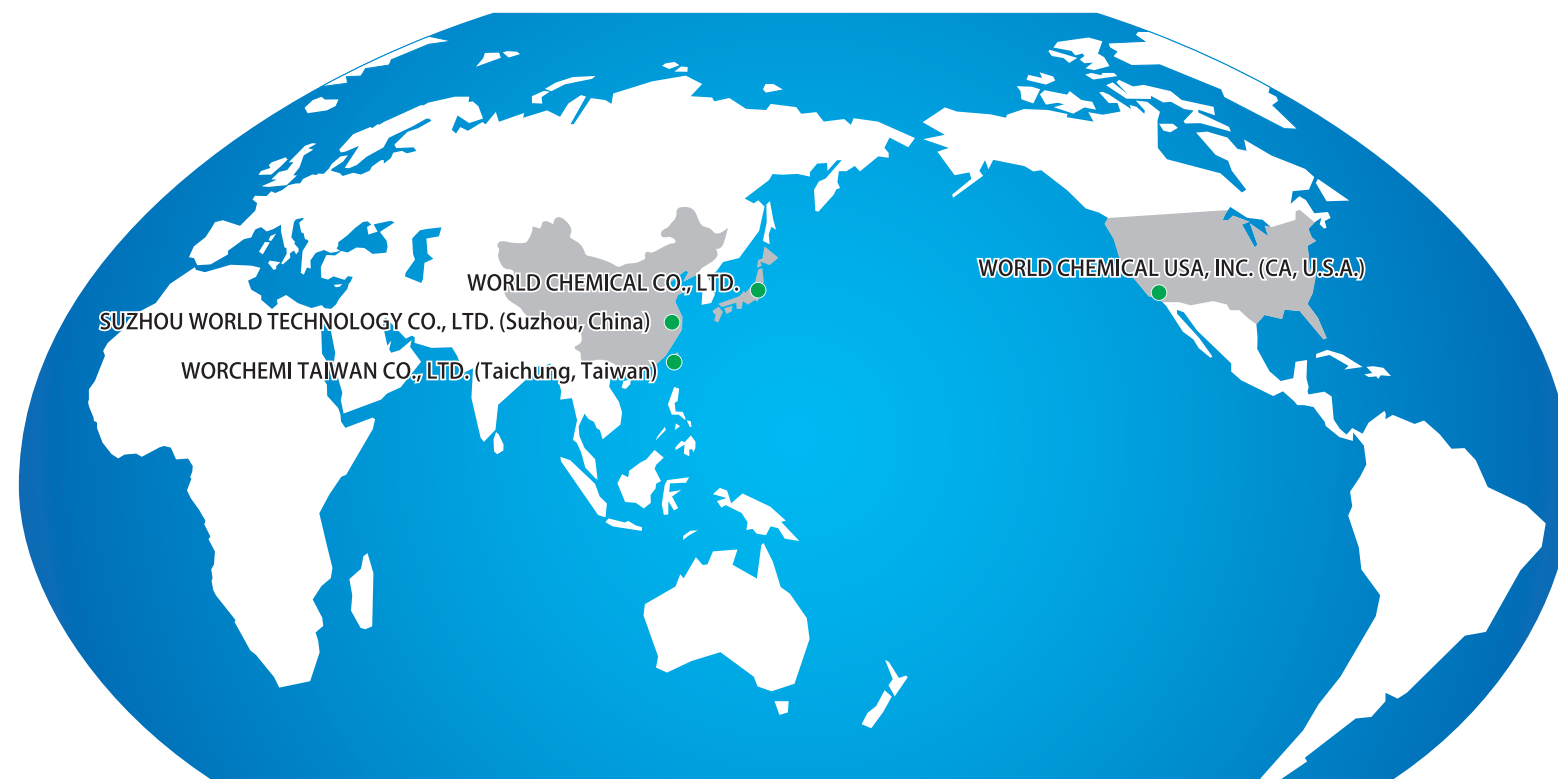 WORLD CHEMICAL USA, INC. (CA, U.S.A.)
WORLD CHEMICAL CO., LTD.
SUZHOU WORLD TECHNOLOGY CO., LTD. (Suzhou, China)
WORCHEMI TAIWAN CO., LTD. (Taichung, Taiwan)